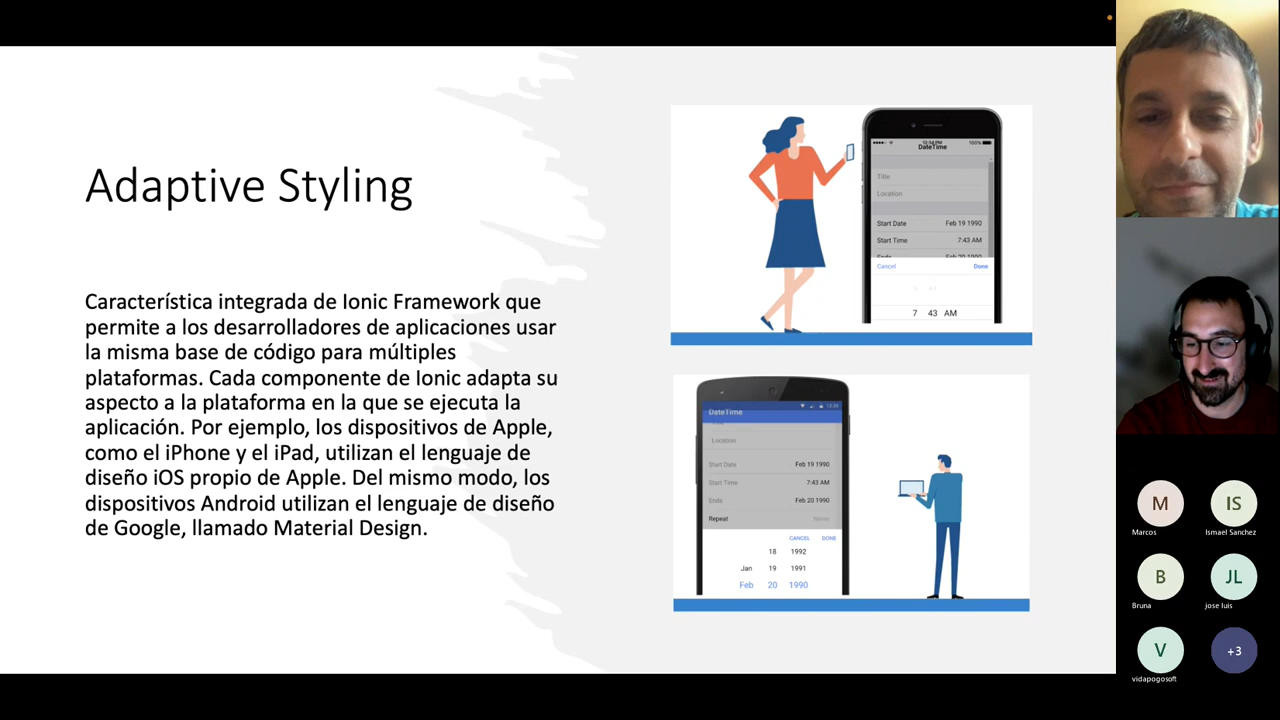 Adaptive Styling
Característica integrada de Ionic Framework que
permite a los desarrolladores de aplicaciones usar
la misma base de código para múltiples
plataformas. Cada componente de Ionic adapta su
aspecto a la plataforma en la que se ejecuta la
aplicación. Por ejemplo, los dispositivos de Apple,
como el iPhone y el iPad, utilizan el lenguaje de
diseño iOS propio de Apple. Del mismo modo, los
dispositivos Android utilizan el lenguaje de diseño
de Google, llamado Material Design.
100%
DateTime
Title
Location
Start Date Feb 19 1990
Start Time 7:43 AM
Ends Feb 20 1990
Cancel Done
7 43 AM
DateTime
Location
Start Date Feb 19 1990
Start Time 7:43 AM
Ends Feb 20 1990
Repeat Never
CANCEL DONE
18 1992
Jan 19 1991
Feb 20 1990
M
Marcos
IS
Ismael Sanchez
B
Bruna
JL
jose luis
V
vidapogosoft
+3